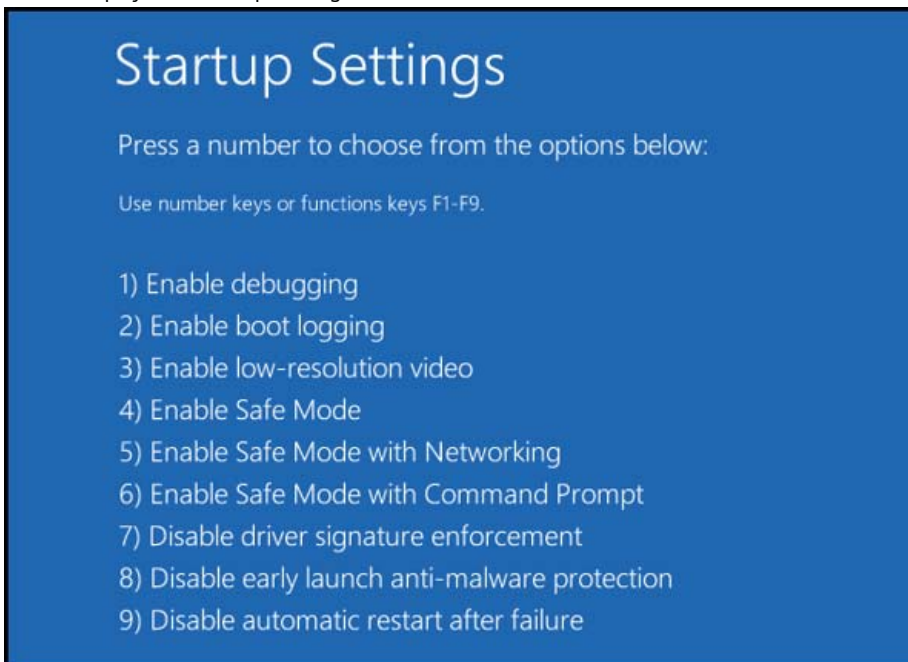 Startup Settings
Press a number to choose from the options below:
Use number keys or functions keys F1-F9.
1) Enable debugging
2) Enable boot logging
3) Enable low-resolution video
4) Enable Safe Mode
5) Enable Safe Mode with Networking
6) Enable Safe Mode with Command Prompt
7) Disable driver signature enforcement
8) Disable early launch anti-malware protection
9) Disable automatic restart after failure